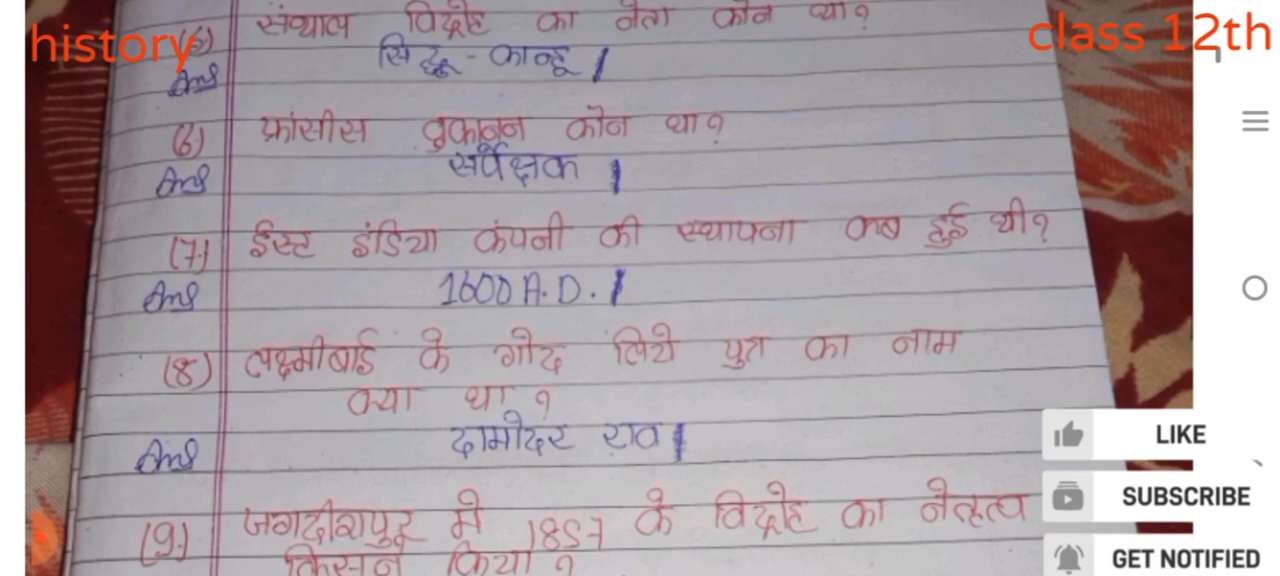 history
class 12th
(6) संथाल विद्रोह का नेता कौन था?
Ans सिद्धू - कान्हू |
(6) फ्रांसीस वुकानन कौन था?
Ans सर्वेक्षक |
(7.) ईस्ट इंडिया कंपनी की स्थापना कब हुई थी?
Ans 1600 A.D. |
(8) लक्ष्मीबाई के गोद लिये पुत्र का नाम
क्या था ?
Ans दामोदर राव |
LIKE
(9.) जगदीशपुर में 1857 के विद्रोह का नेतृत्व
SUBSCRIBE
किसने किया ?
GET NOTIFIED